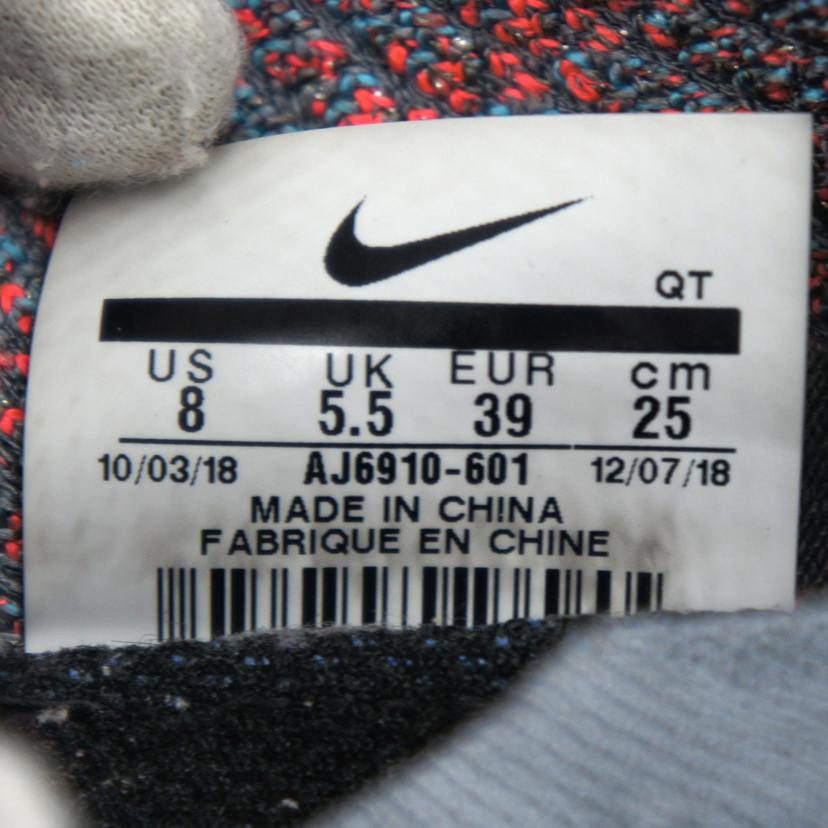 QT
US UK EUR cm
8 5.5 39 25
10/03/18 AJ6910-601 12/07/18
MADE IN CHINA
FABRIQUE EN CHINE